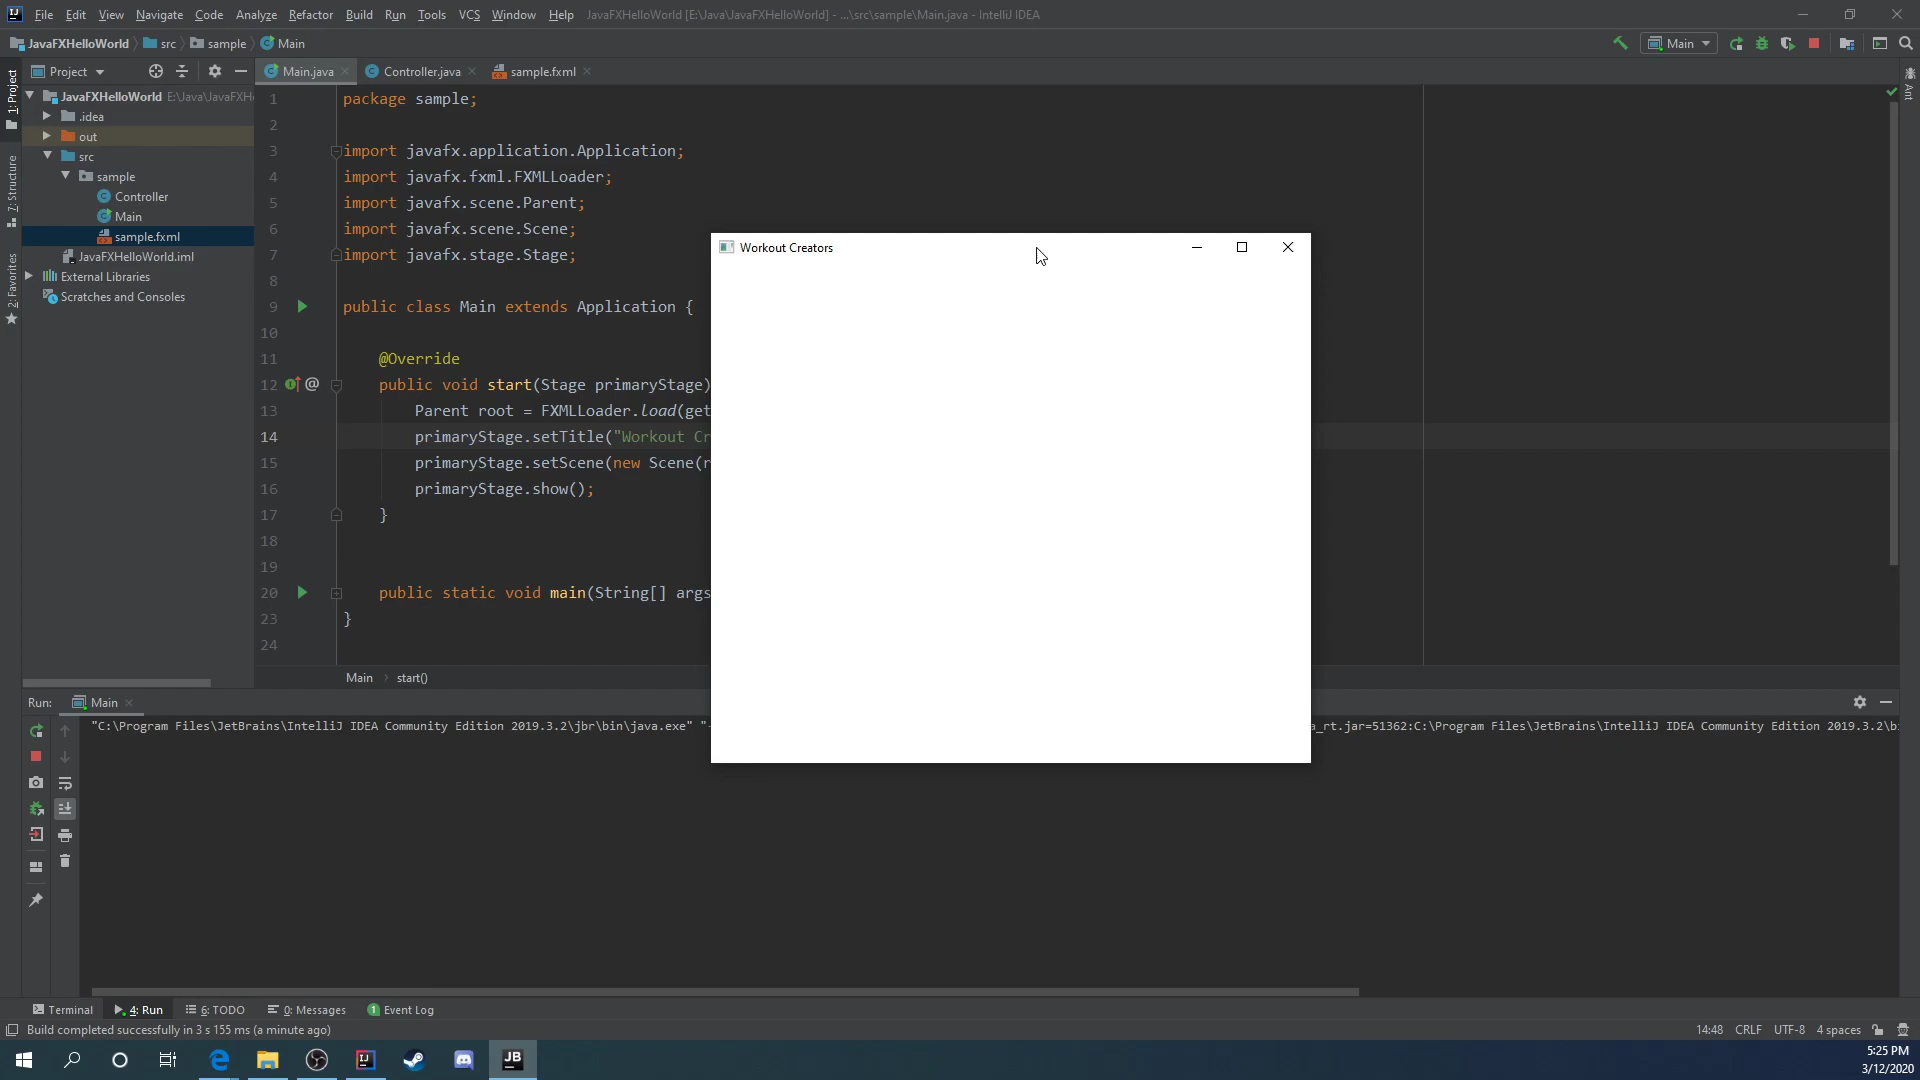 File Edit View Navigate Code Analyze Refactor Build Run Tools VCS Window Help JavaFXHelloWorld [E:\Java\JavaFXHelloWorld] - ...\src\sample\Main.java - IntelliJ IDEA
JavaFXHelloWorld src sample Main
Main
Project
Main.java Controller.java sample.fxml
1: Project
7: Structure
2: Favorites
Ant
JavaFXHelloWorld E:\Java\JavaFXH
.idea
out
src
sample
Controller
Main
sample.fxml
JavaFXHelloWorld.iml
External Libraries
Scratches and Consoles
1 package sample;
2
3 import javafx.application.Application;
4 import javafx.fxml.FXMLLoader;
5 import javafx.scene.Parent;
6 import javafx.scene.Scene;
7 import javafx.stage.Stage;
8
9 public class Main extends Application {
10
11 @Override
12 @ public void start(Stage primaryStage)
13 Parent root = FXMLLoader.load(get
14 primaryStage.setTitle("Workout Cr
15 primaryStage.setScene(new Scene(r
16 primaryStage.show();
17 }
18
19
20 public static void main(String[] args
23 }
24
Workout Creators
Main start()
Run: Main
"C:\Program Files\JetBrains\IntelliJ IDEA Community Edition 2019.3.2\jbr\bin\java.exe" "- a_rt.jar=51362:C:\Program Files\JetBrains\IntelliJ IDEA Community Edition 2019.3.2\b
Terminal 4: Run 6: TODO 0: Messages 1 Event Log
Build completed successfully in 3 s 155 ms (a minute ago)
14:48 CRLF UTF-8 4 spaces
IJ
JB
5:25 PM
3/12/2020